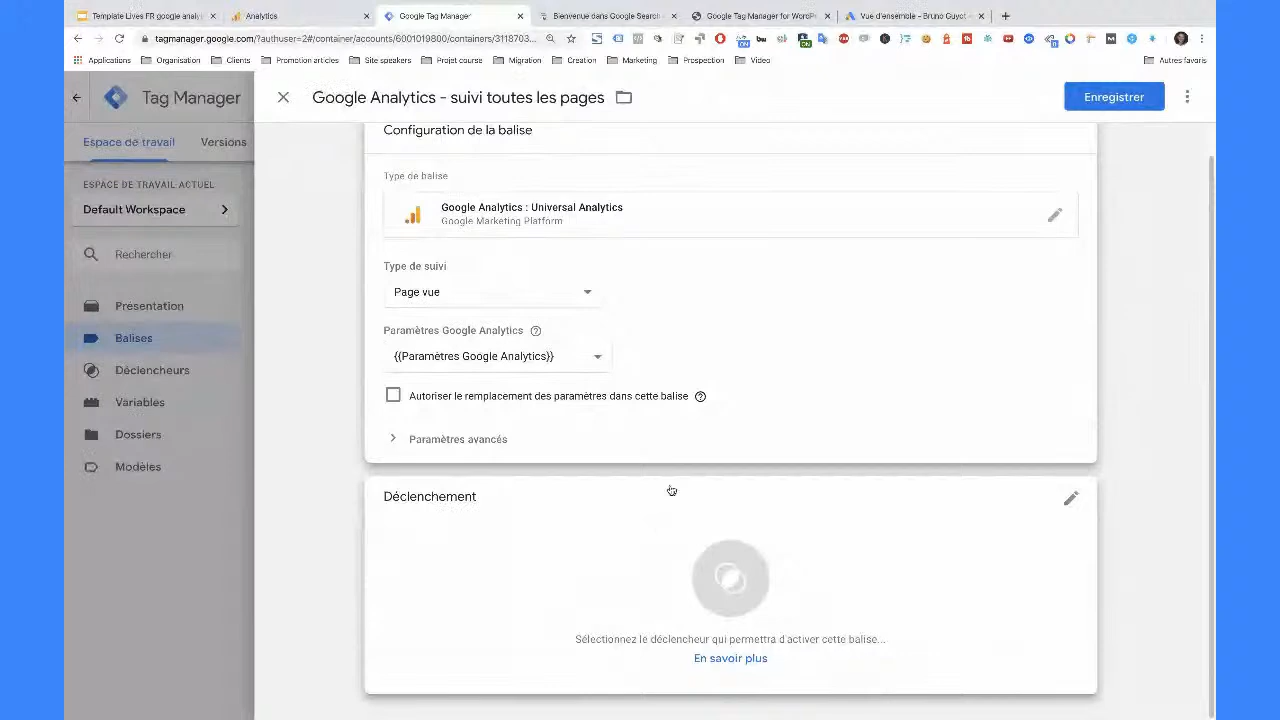 Template Lives FR google analy
Analytics
Google Tag Manager
Bienvenue dans Google Search
Google Tag Manager
WordP
Vue d'ensemble - Bruno Guyot
tagmanager.google.com/?authuser=2#/container/accounts/6001019800/containers/3118703...
Applications
Organisation
Clients
Promotion articles
Site speakers
Projet course
Migration
Creation
Marketing
Prospection
Video
Autres favoris
Tag Manager
Google Analytics - suivi toutes les pages
Enregistrer
Espace de travail
Versions
Configuration de la balise
Type de balise
ESPACE DE TRAVAIL ACTUEL
Default Workspace
Google Analytics : Universal Analytics
Google Marketing Platform
Rechercher
Type de suivi
Page vue
Présentation
Balises
Déclencheurs
Variables
Dossiers
Modèles
Paramètres Google Analytics
{{Paramètres Google Analytics}}
Autoriser le remplacement des paramètres dans cette balise
Paramètres avancés
Déclenchement
Sélectionnez le déclencheur qui permettra d'activer cette balise...
En savoir plus